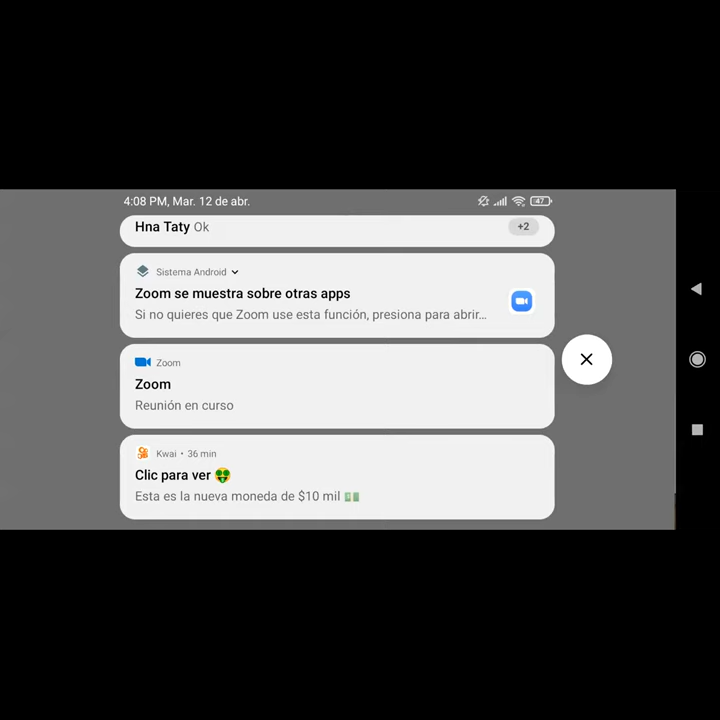 4:08 PM, Mar. 12 de abr.
47
Hna Taty Ok
+2
Sistema Android
Zoom se muestra sobre otras apps
Si no quieres que Zoom use esta función, presiona para abrir...
Zoom
Zoom
Reunión en curso
Kwai • 36 min
Clic para ver 🤑
Esta es la nueva moneda de $10 mil 💵